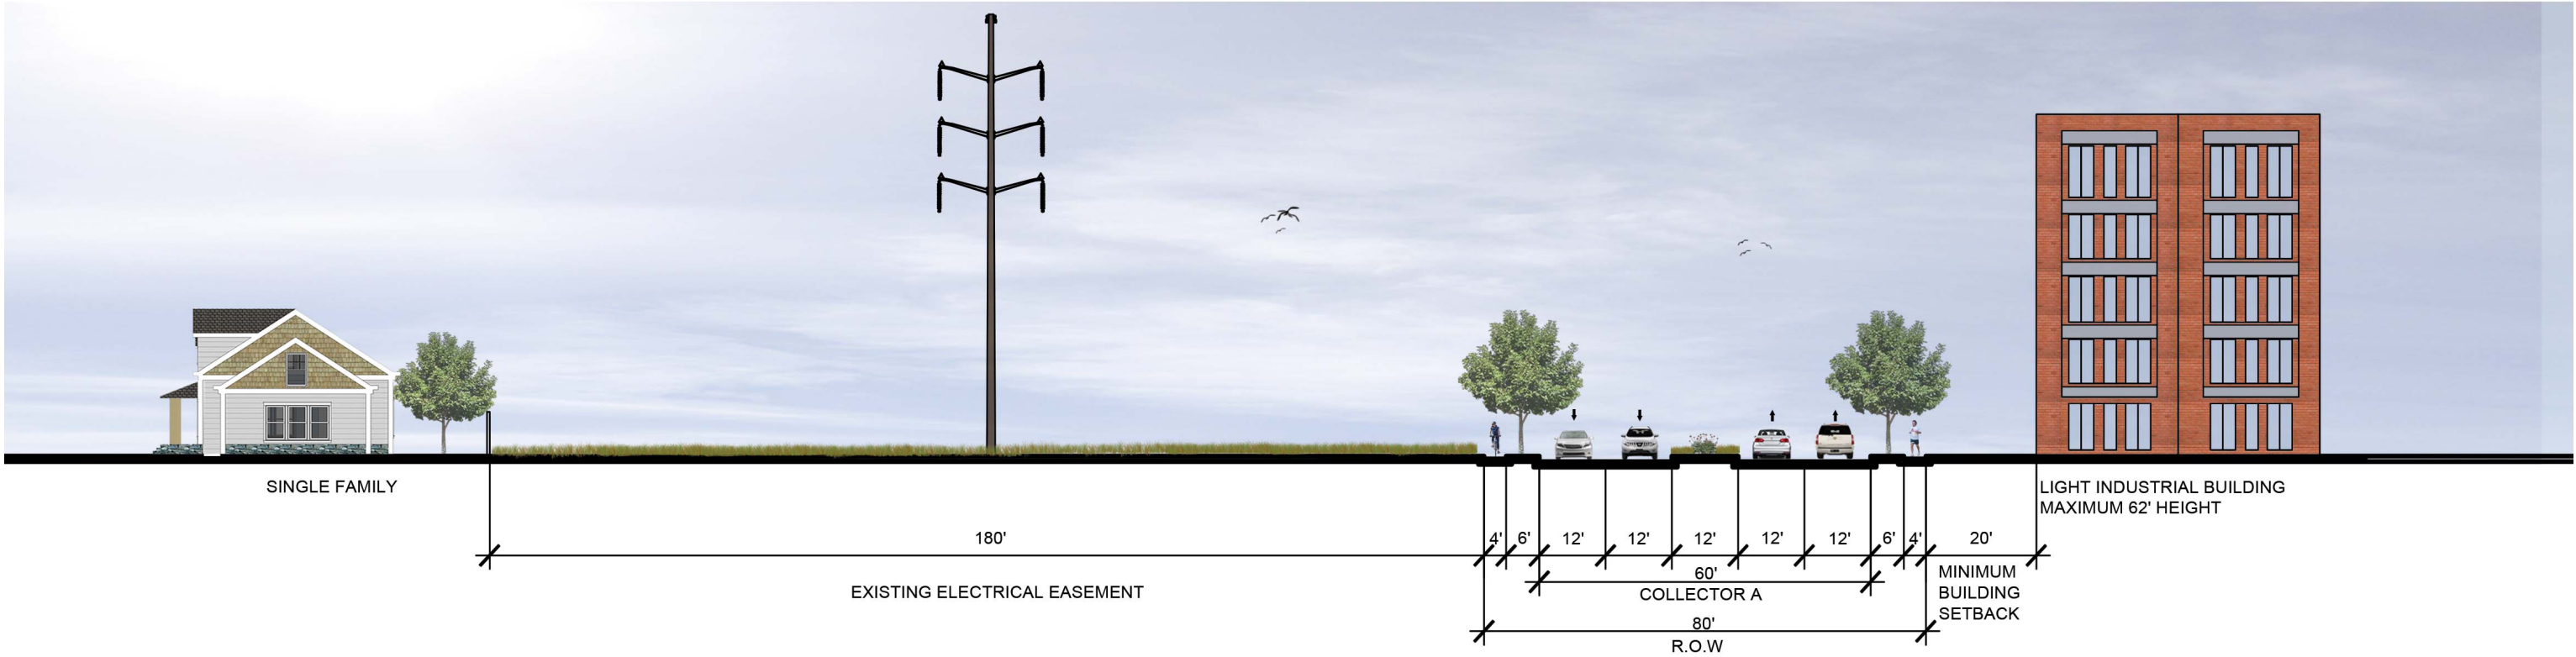 SINGLE FAMILY
LIGHT INDUSTRIAL BUILDING
MAXIMUM 62' HEIGHT
180'
4'
6'
12'
12'
12'
12'
12'
6'
4'
20'
EXISTING ELECTRICAL EASEMENT
60'
COLLECTOR A
MINIMUM
BUILDING
SETBACK
80'
R.O.W